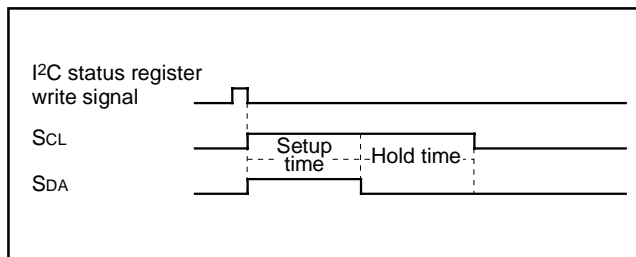 I²C status register
write signal
SCL
Setup
time
Hold time
SDA